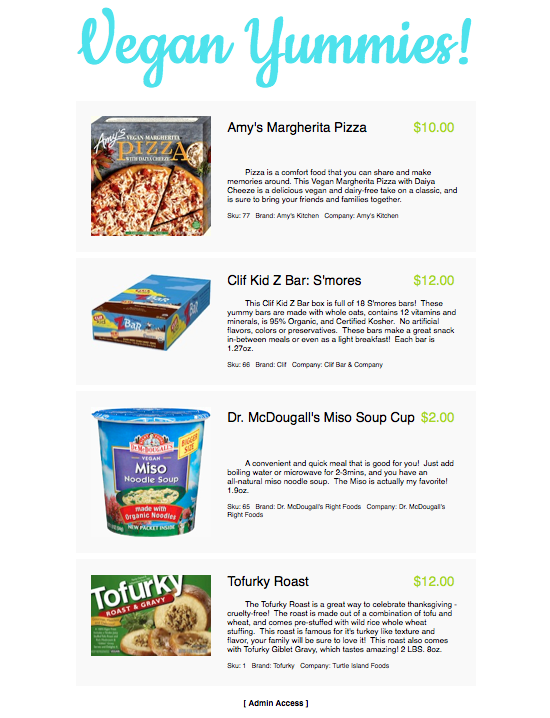 Vegan Yummies!
Amy's
VEGAN MARGHERITA
PIZZA
WITH DAIYA CHEEZE
Amy's Margherita Pizza $10.00
Pizza is a comfort food that you can share and make
memories around. This Vegan Margherita Pizza with Daiya
Cheeze is a delicious vegan and dairy-free take on a classic, and
is sure to bring your friends and families together.
Sku: 77 Brand: Amy's Kitchen Company: Amy's Kitchen
ZBaR
Clif Kid Z Bar: S'mores $12.00
This Clif Kid Z Bar box is full of 18 S'mores bars! These
yummy bars are made with whole oats, contains 12 vitamins and
minerals, is 95% Organic, and Certified Kosher. No artificial
flavors, colors or preservatives. These bars make a great snack
in-between meals or even as a light breakfast! Each bar is
1.27oz.
Sku: 66 Brand: Clif Company: Clif Bar & Company
DR. McDOUGALL'S
BIGGER
SIZE
VEGAN
Miso
Noodle Soup
made with
Organic Noodles
NEW PACKET INSIDE
Dr. McDougall's Miso Soup Cup $2.00
A convenient and quick meal that is good for you! Just add
boiling water or microwave for 2-3mins, and you have an
all-natural miso noodle soup. The Miso is actually my favorite!
1.9oz.
Sku: 65 Brand: Dr. McDougall's Right Foods Company: Dr. McDougall's
Right Foods
Tofurky
ROAST & GRAVY
Tofurky Roast $12.00
The Tofurky Roast is a great way to celebrate thanksgiving -
cruelty-free! The roast is made out of a combination of tofu and
wheat, and comes pre-stuffed with wild rice whole wheat
stuffing. This roast is famous for it's turkey like texture and
flavor, your family will be sure to love it! This roast also comes
with Tofurky Giblet Gravy, which tastes amazing! 2 LBS. 8oz.
Sku: 1 Brand: Tofurky Company: Turtle Island Foods
[ Admin Access ]